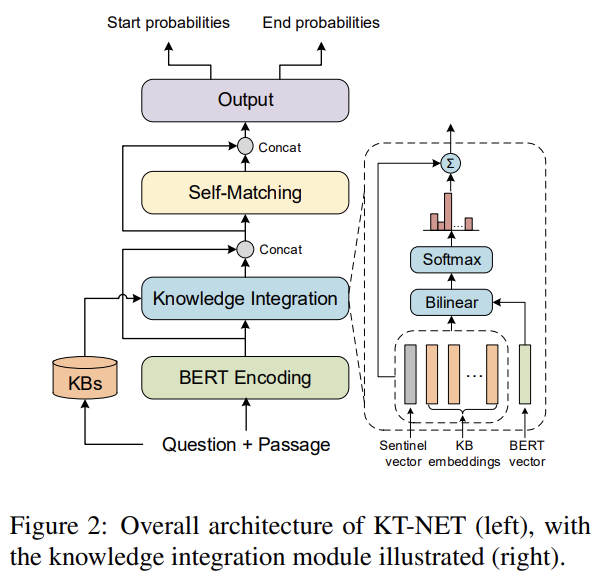 Start probabilities
End probabilities
Output
Concat
Self-Matching
Concat
Knowledge Integration
KBs
BERT Encoding
Question + Passage
Σ
...
Softmax
Bilinear
...
Sentinel
vector
KB
embeddings
BERT
vector
Figure 2: Overall architecture of KT-NET (left), with
the knowledge integration module illustrated (right).